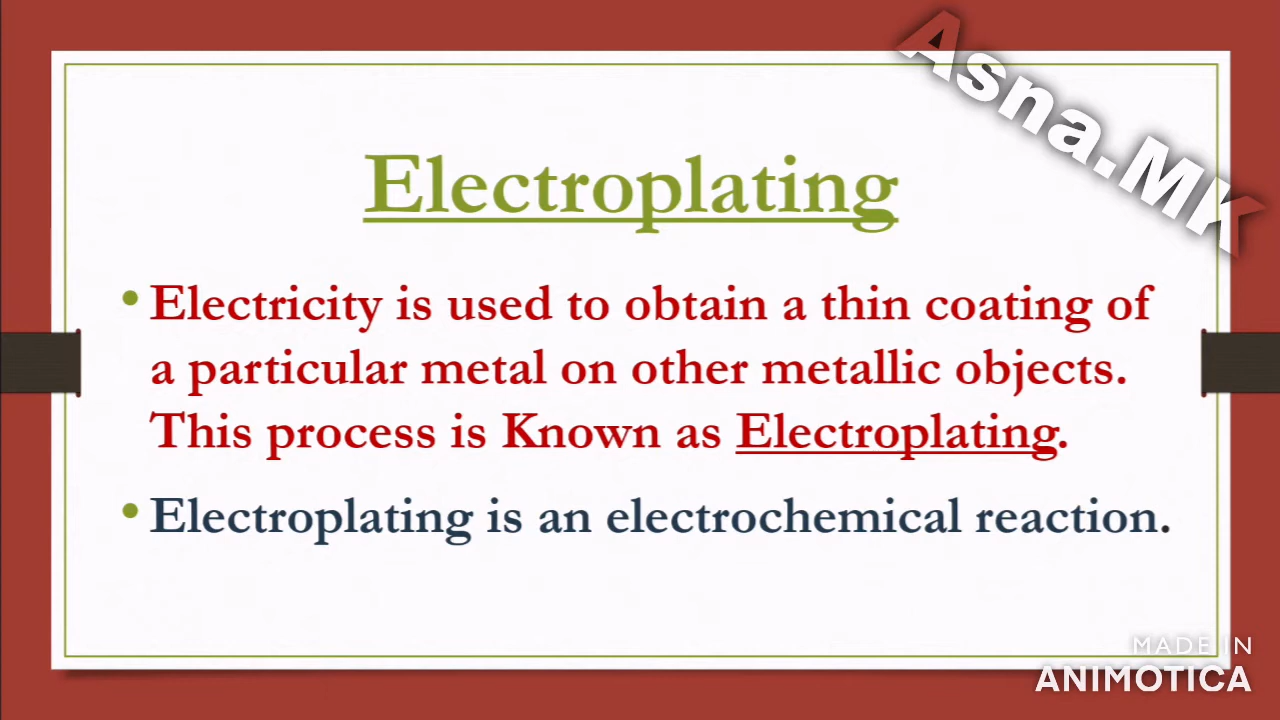 Asna.MK
Electroplating
• Electricity is used to obtain a thin coating of
a particular metal on other metallic objects.
This process is Known as Electroplating.
• Electroplating is an electrochemical reaction.
MADE IN
ANIMOTICA